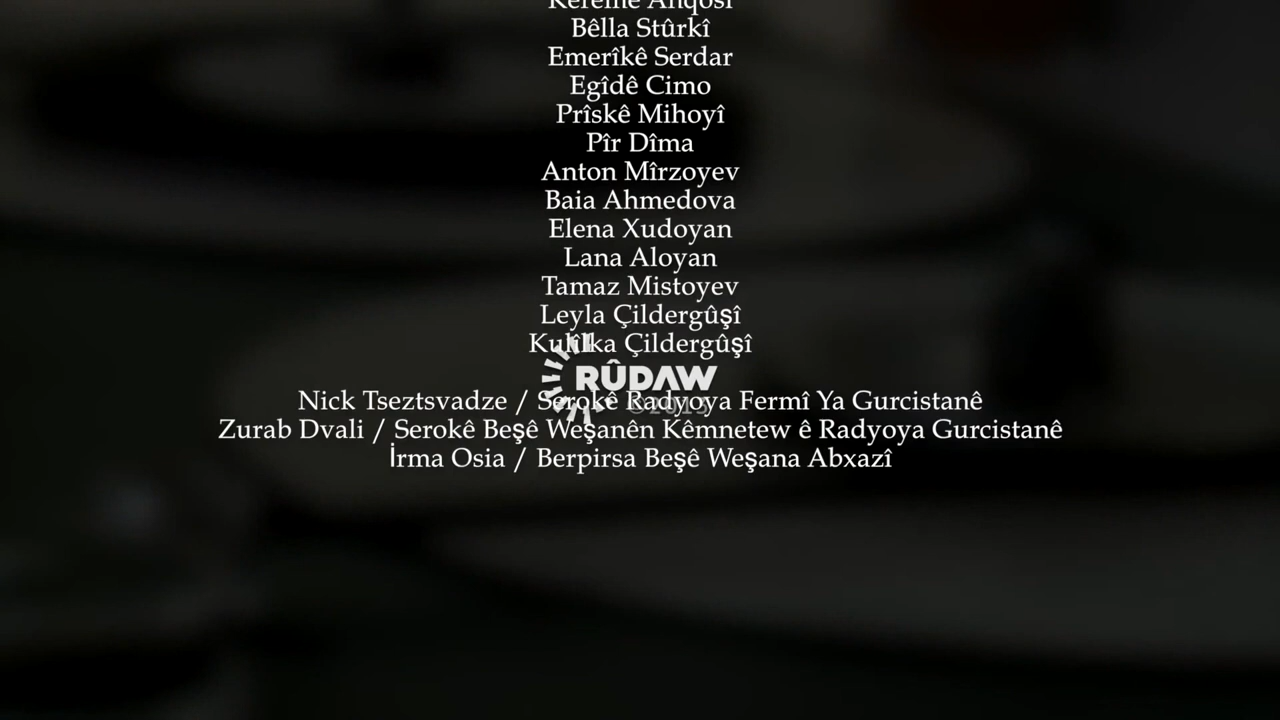 Bêlla Stûrkî
Emerîkê Serdar
Egîdê Cimo
Prîskê Mihoyî
Pîr Dîma
Anton Mîrzoyev
Baia Ahmedova
Elena Xudoyan
Lana Aloyan
Tamaz Mistoyev
Leyla Çildergûşî
Kulîlka Çildergûşî
RÛDAW
Nick Tseztsvadze / Serokê Radyoya Fermî Ya Gurcistanê
Zurab Dvali / Serokê Beşê Weşanên Kêmnetew ê Radyoya Gurcistanê
İrma Osia / Berpirsa Beşê Weşana Abxazî